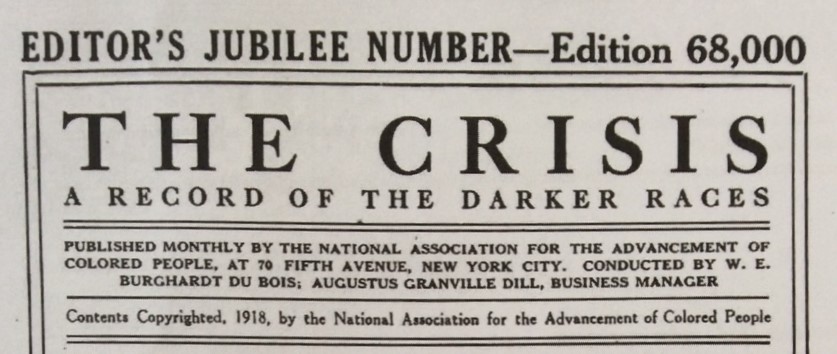 EDITOR'S JUBILEE NUMBER—Edition 68,000
THE CRISIS
A RECORD OF THE DARKER RACES
PUBLISHED MONTHLY BY THE NATIONAL ASSOCIATION FOR THE ADVANCEMENT OF
COLORED PEOPLE, AT 70 FIFTH AVENUE, NEW YORK CITY. CONDUCTED BY W. E.
BURGHARDT DU BOIS; AUGUSTUS GRANVILLE DILL, BUSINESS MANAGER
Contents Copyrighted, 1918, by the National Association for the Advancement of Colored People